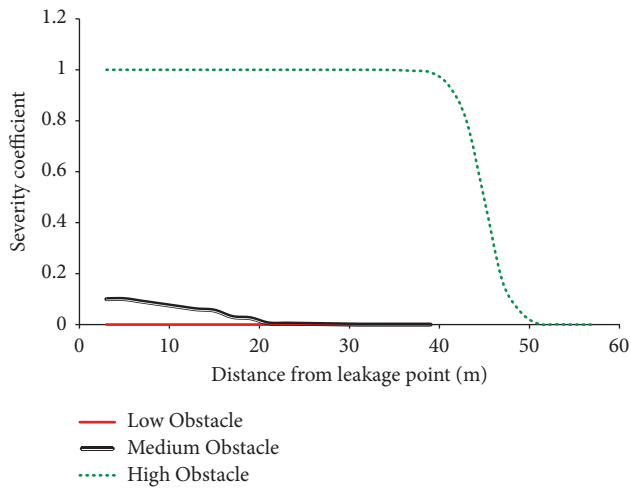 1.2
1
0.8
0.6
0.4
0.2
0
Severity coefficient
0 10 20 30 40 50 60
Distance from leakage point (m)
Low Obstacle
Medium Obstacle
High Obstacle